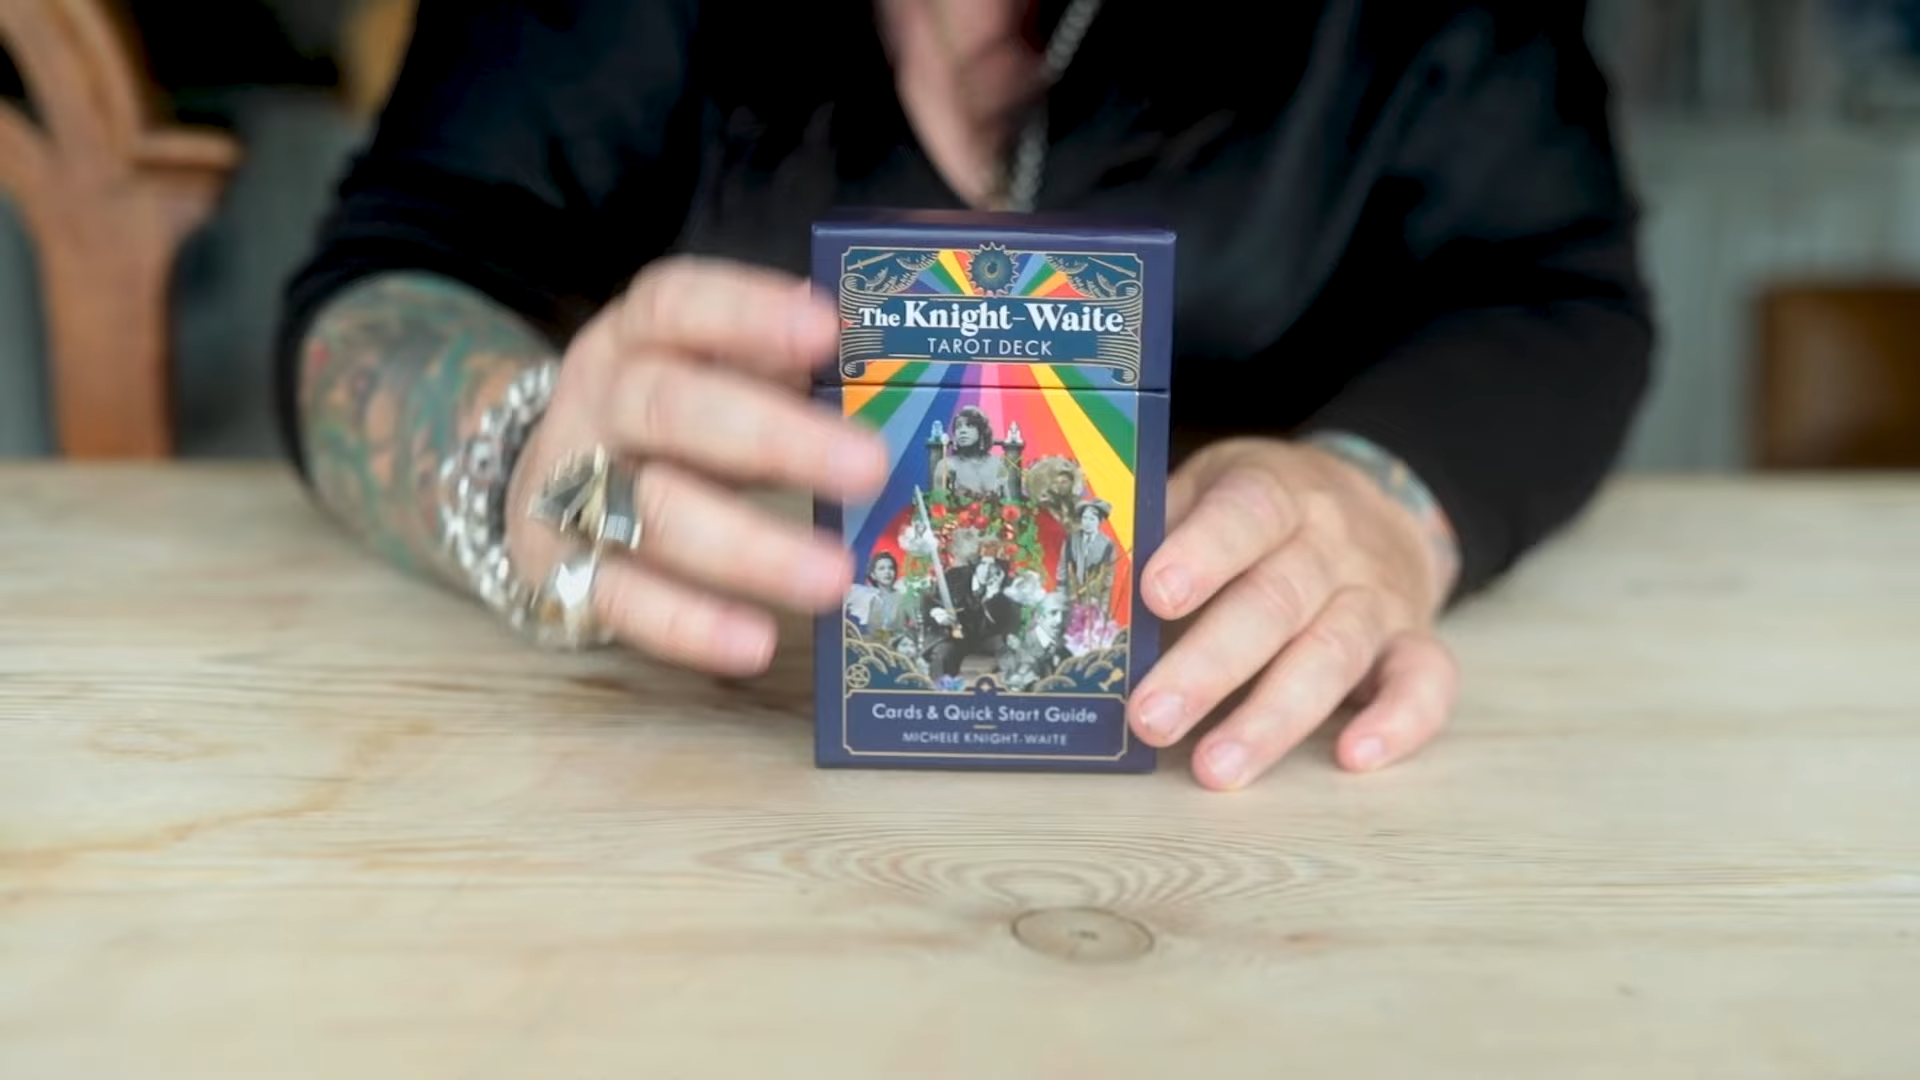 The Knight-Waite
TAROT DECK
Cards & Quick Start Guide
MICHELE KNIGHT-WAITE